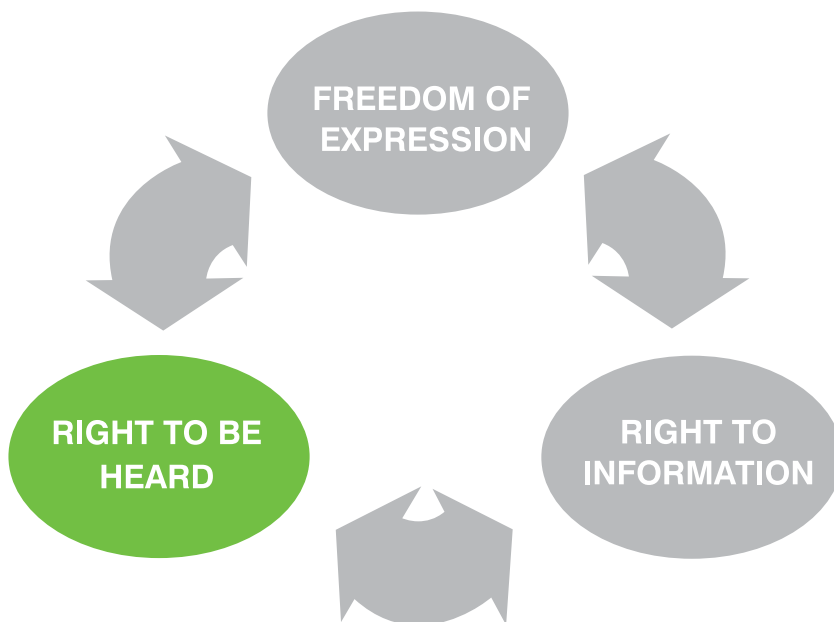 FREEDOM OF
EXPRESSION
RIGHT TO BE
HEARD
RIGHT TO
INFORMATION